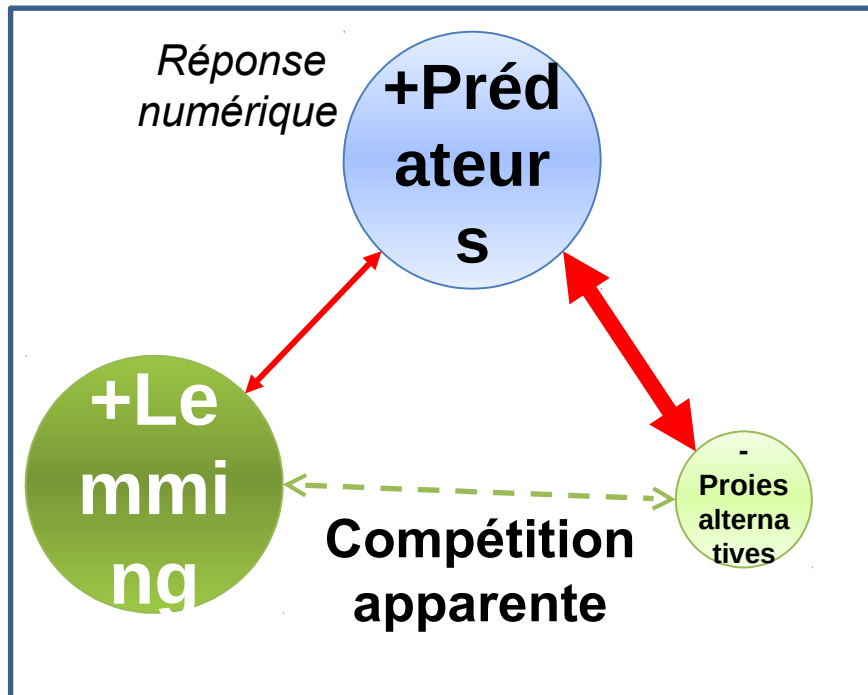 Réponse
numérique
+Préd
ateur
s
+Le
mmi
ng
Compétition
apparente
-
Proies
alterna
tives